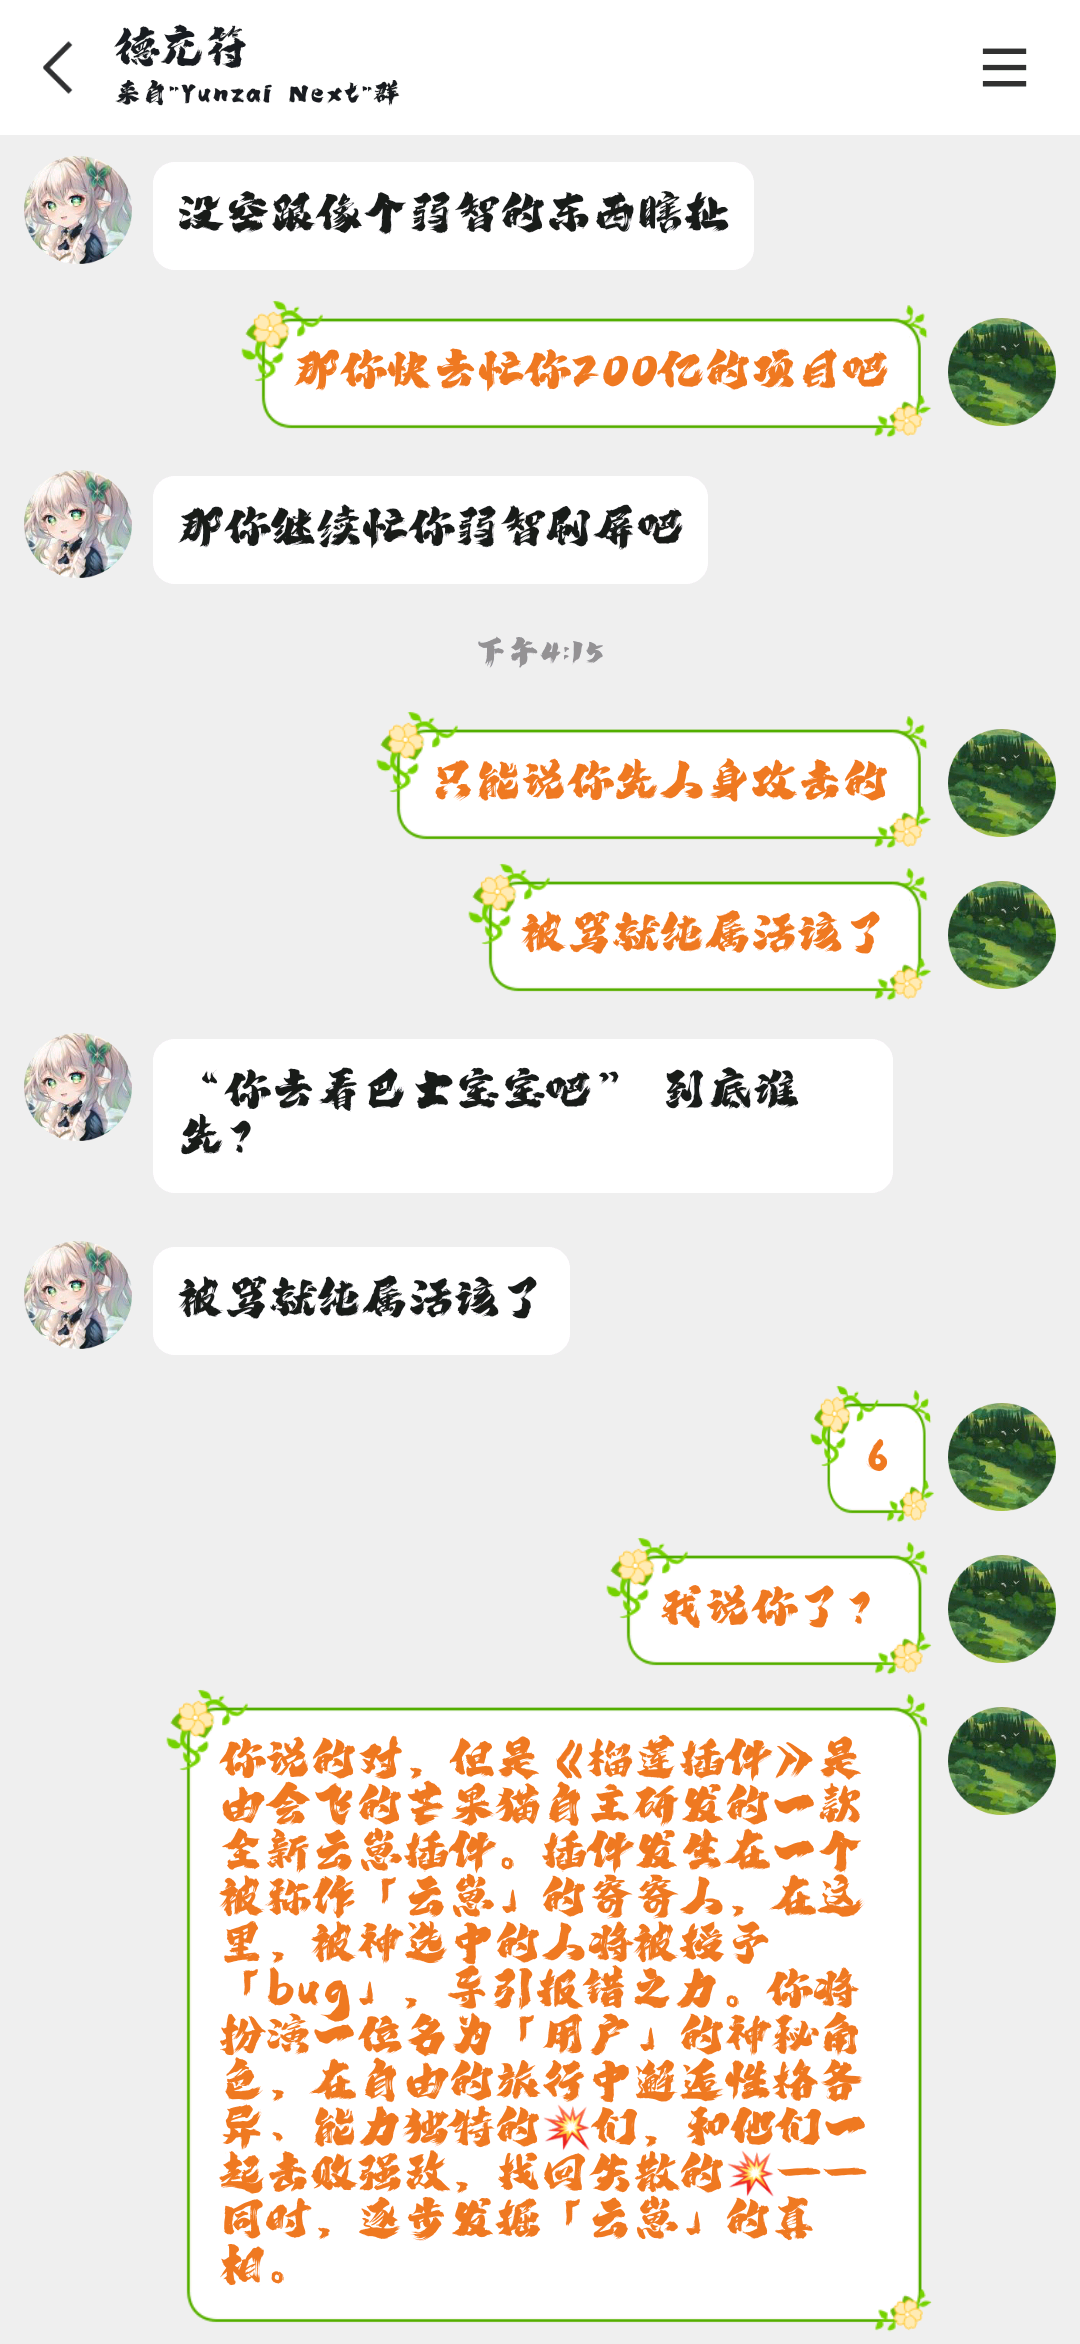 德充符
来自"Yunzai Next"群
没空跟像个弱智的东西瞎扯
那你快去忙你200亿的项目吧
那你继续忙你弱智刷屏吧
下午4:15
只能说你先人身攻击的
被骂就纯属活该了
“你去看巴士宝宝吧” 到底谁
先？
被骂就纯属活该了
6
我说你了？
你说的对，但是《榴莲插件》是
由会飞的芒果猫自主研发的一款
全新云崽插件。插件发生在一个
被称作「云崽」的寄寄人，在这
里，被神选中的人将被授予
「bug」，导引报错之力。你将
扮演一位名为「用户」的神秘角
色，在自由的旅行中邂逅性格各
异、能力独特的💥们，和他们一
起击败强敌，找回失散的💥——
同时，逐步发掘「云崽」的真
相。